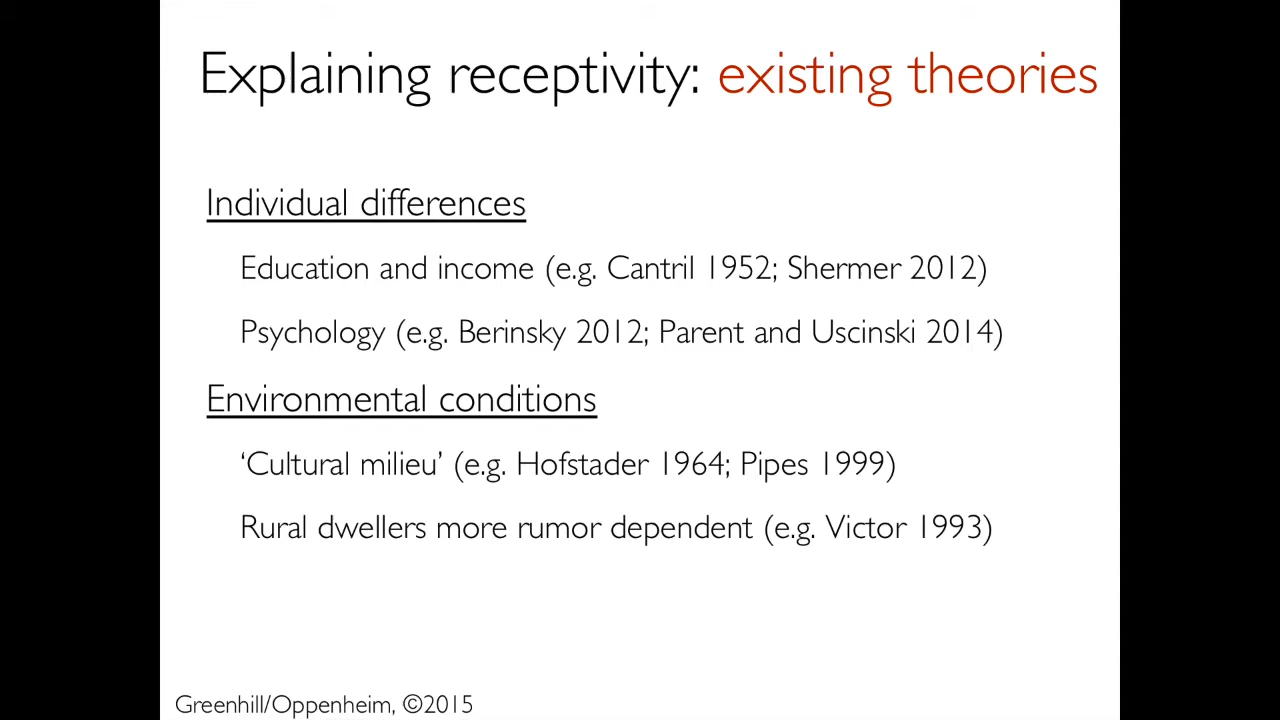 Explaining receptivity: existing theories
Individual differences
Education and income (e.g. Cantril 1952; Shermer 2012)
Psychology (e.g. Berinsky 2012; Parent and Uscinski 2014)
Environmental conditions
‘Cultural milieu’ (e.g. Hofstader 1964; Pipes 1999)
Rural dwellers more rumor dependent (e.g. Victor 1993)
Greenhill/Oppenheim, ©2015